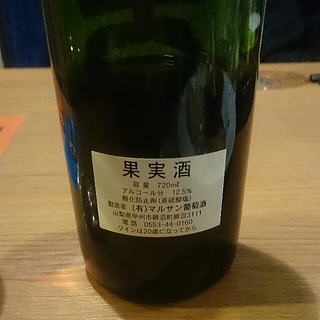 果実酒
容量 720㎖
アルコール分 12.5%
酸化防止剤(亜硫酸塩)
製造者 (有)マルサン葡萄酒
山梨県甲州市勝沼町勝沼3111
電話 0553-44-0160
ワインは20歳になってから